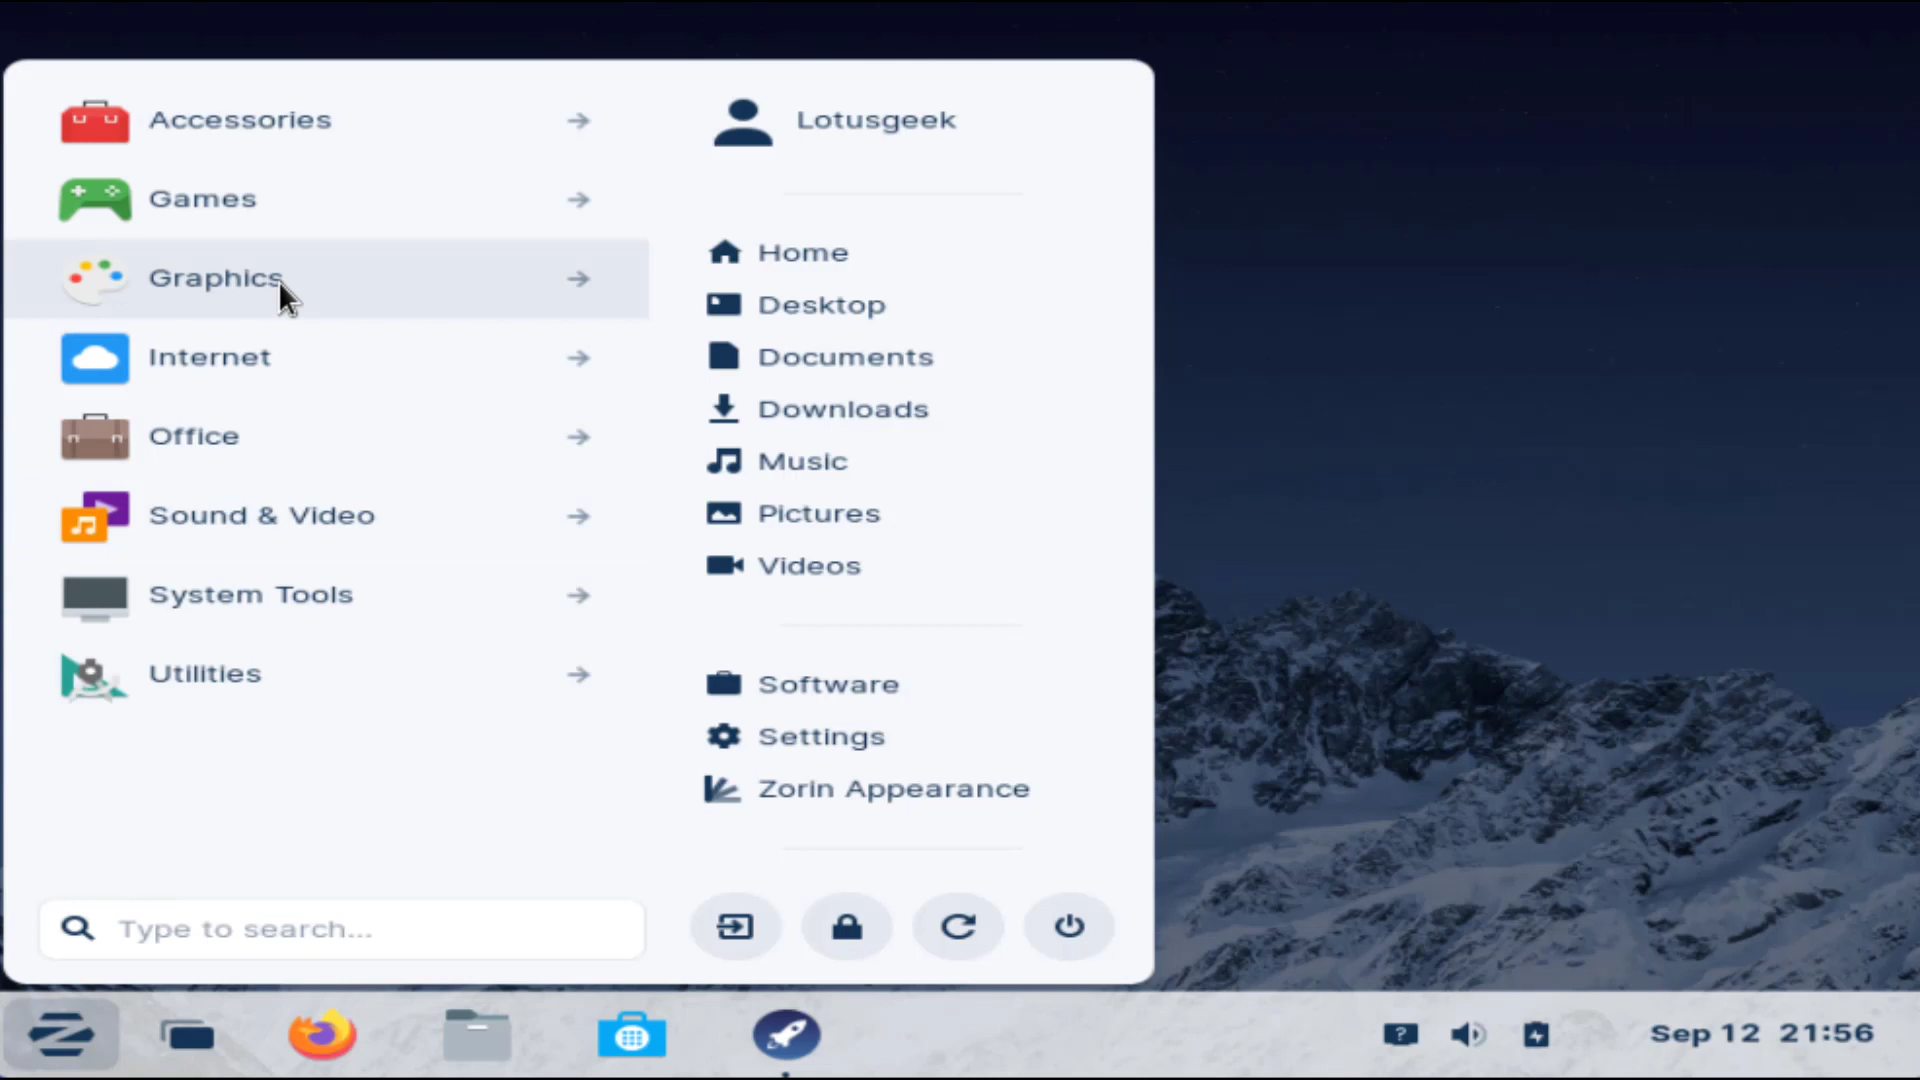 Accessories
Games
Graphics
Internet
Office
Sound & Video
System Tools
Utilities
Type to search...
Lotusgeek
Home
Desktop
Documents
Downloads
Music
Pictures
Videos
Software
Settings
Zorin Appearance
Sep 12 21:56